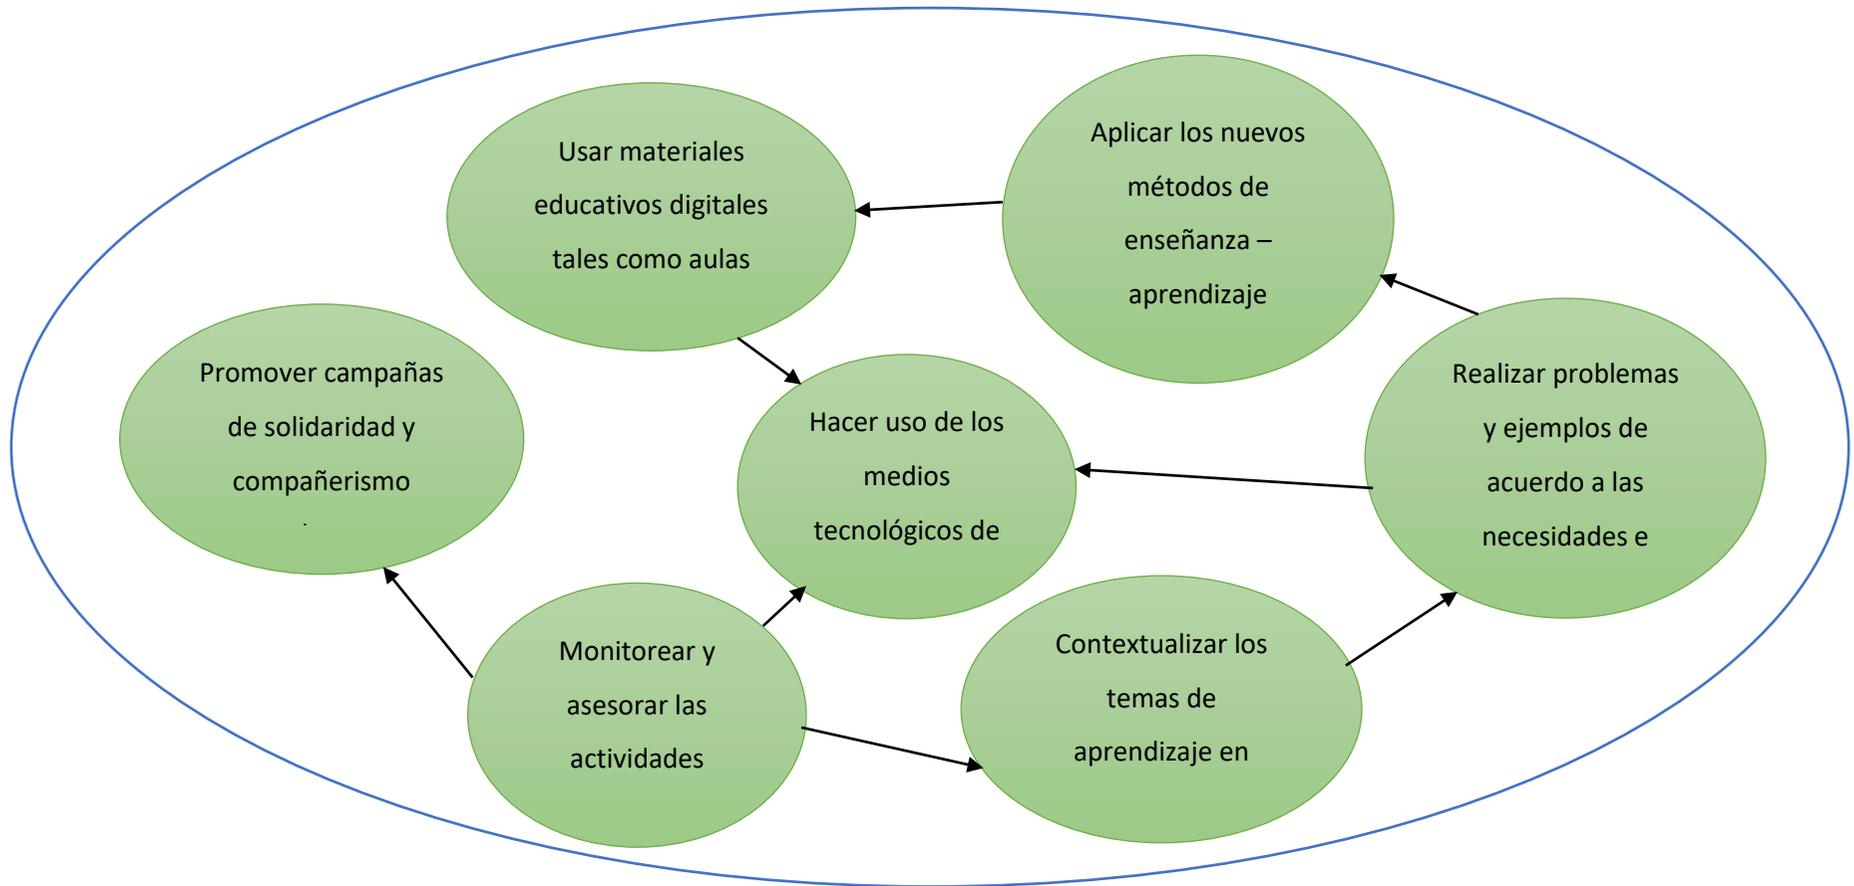 Usar materiales
educativos digitales
tales como aulas
Aplicar los nuevos
métodos de
enseñanza –
aprendizaje
Promover campañas
de solidaridad y
compañerismo
Hacer uso de los
medios
tecnológicos de
Realizar problemas
y ejemplos de
acuerdo a las
necesidades e
Monitorear y
asesorar las
actividades
Contextualizar los
temas de
aprendizaje en